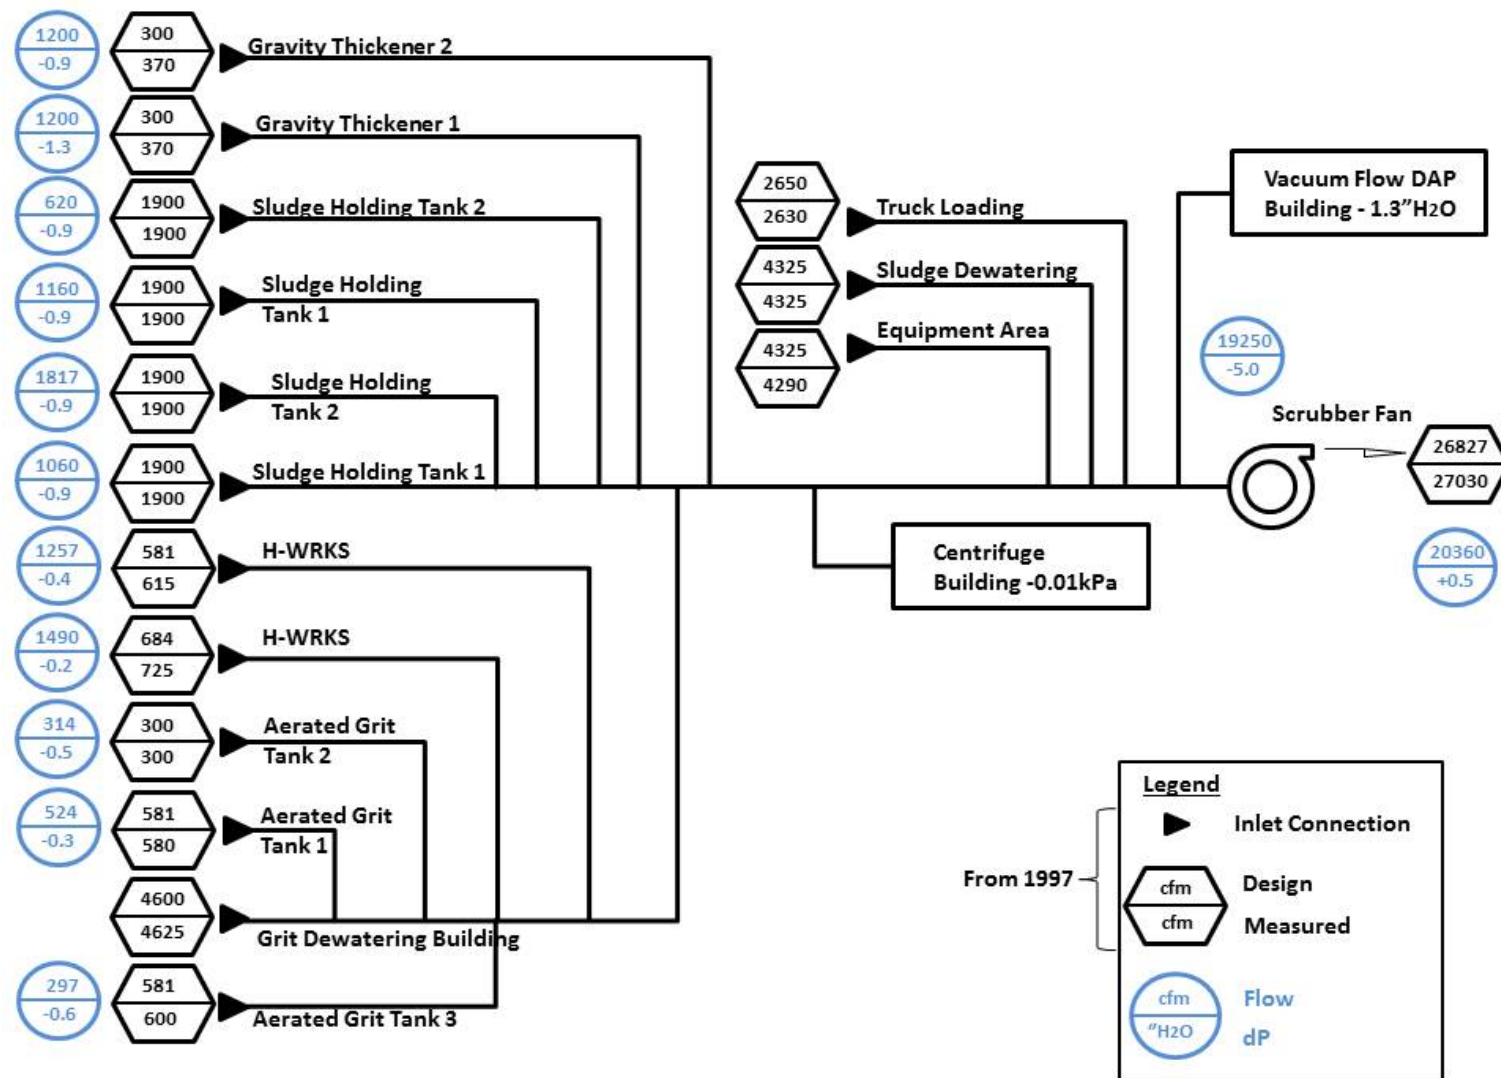 1200
-0.9
300
370
Gravity Thickener 2
1200
-1.3
300
370
Gravity Thickener 1
620
-0.9
1900
1900
Sludge Holding Tank 2
1160
-0.9
1900
1900
Sludge Holding
Tank 1
1817
-0.9
1900
1900
Sludge Holding
Tank 2
1060
-0.9
1900
1900
Sludge Holding Tank 1
1257
-0.4
581
615
H-WRKS
1490
-0.2
684
725
H-WRKS
314
-0.5
300
300
Aerated Grit
Tank 2
524
-0.3
581
580
Aerated Grit
Tank 1
4600
4625
Grit Dewatering Building
297
-0.6
581
600
Aerated Grit Tank 3
2650
2630
Truck Loading
4325
4325
Sludge Dewatering
4325
4290
Equipment Area
Centrifuge
Building -0.01kPa
Vacuum Flow DAP
Building - 1.3"H2O
19250
-5.0
Scrubber Fan
26827
27030
20360
+0.5
Legend
Inlet Connection
From 1997
cfm
Design
cfm
Measured
cfm
Flow
"H2O
dP